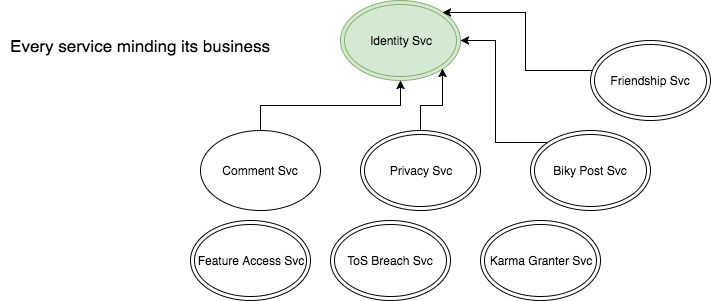 Identity Svc
Every service minding its business
Friendship Svc
Comment Svc
Privacy Svc
Biky Post Svc
Feature Access Svc
ToS Breach Svc
Karma Granter Svc